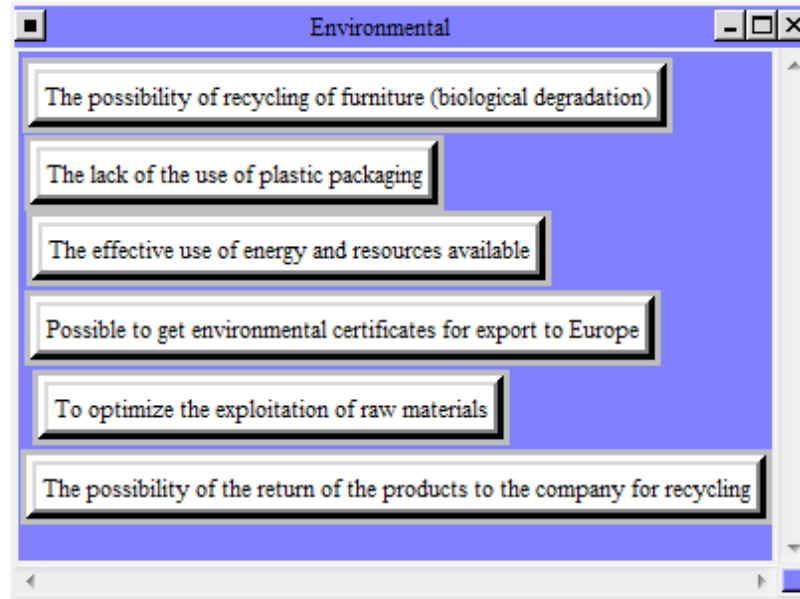 Environmental
The possibility of recycling of furniture (biological degradation)
The lack of the use of plastic packaging
The effective use of energy and resources available
Possible to get environmental certificates for export to Europe
To optimize the exploitation of raw materials
The possibility of the return of the products to the company for recycling